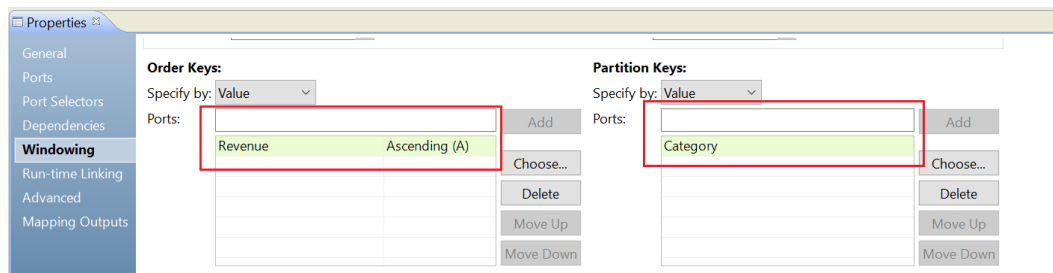 Properties
General
Ports
Port Selectors
Dependencies
Windowing
Run-time Linking
Advanced
Mapping Outputs
Order Keys:
Specify by: Value
Ports:
Add
Revenue Ascending (A)
Choose...
Delete
Move Up
Move Down
Partition Keys:
Specify by: Value
Ports:
Add
Category
Choose...
Delete
Move Up
Move Down